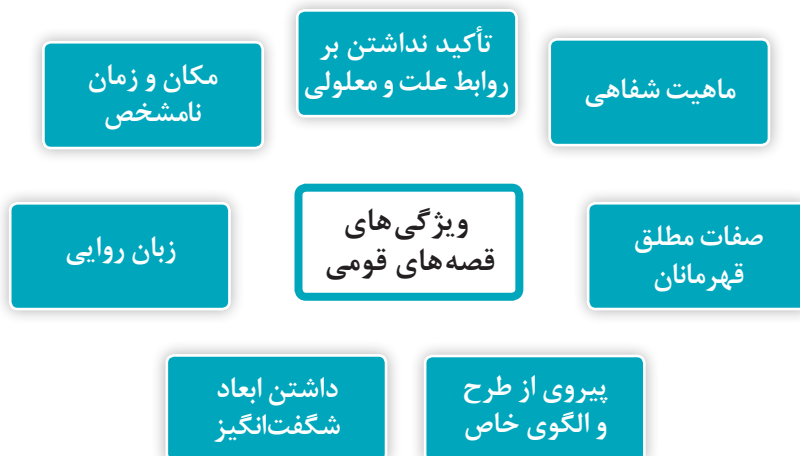 تأکید نداشتن بر
روابط علت و معلولی
ماهیت شفاهی
مکان و زمان
نامشخص
ویژگی‌های
قصه‌های قومی
صفات مطلق
قهرمانان
زبان روایی
پیروی از طرح
و الگوی خاص
داشتن ابعاد
شگفت‌انگیز